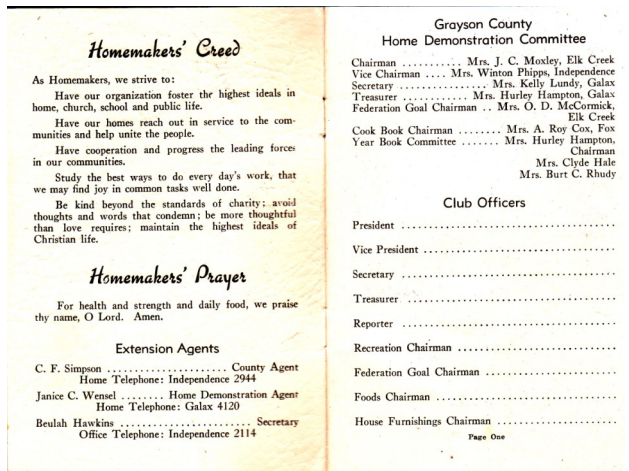 Homemakers' Creed
As Homemakers, we strive to:
Have our organization foster the highest ideals in
home, church, school and public life.
Have our homes reach out in service to the com-
munities and help unite the people.
Have cooperation and progress the leading forces
in our communities.
Study the best ways to do every day's work, that
we may find joy in common tasks well done.
Be kind beyond the standards of charity; avoid
thoughts and words that condemn; be more thoughtful
than love requires; maintain the highest ideals of
Christian life.
Homemakers' Prayer
For health and strength and daily food, we praise
thy name, O Lord. Amen.
Extension Agents
C. F. Simpson ...................... County Agent
Home Telephone: Independence 2944
Janice C. Wensel ........ Home Demonstration Agent
Home Telephone: Galax 4120
Beulah Hawkins ......................... Secretary
Office Telephone: Independence 2114
Grayson County
Home Demonstration Committee
Chairman ........... Mrs. J. C. Moxley, Elk Creek
Vice Chairman .... Mrs. Winton Phipps, Independence
Secretary ................ Mrs. Kelly Lundy, Galax
Treasurer ............. Mrs. Hurley Hampton, Galax
Federation Goal Chairman .. Mrs. O. D. McCormick,
Elk Creek
Cook Book Chairman ........ Mrs. A. Roy Cox, Fox
Year Book Committee ....... Mrs. Hurley Hampton,
Chairman
Mrs. Clyde Hale
Mrs. Burt C. Rhudy
Club Officers
President ........................................
Vice President ...................................
Secretary ........................................
Treasurer ........................................
Reporter ........................................
Recreation Chairman .............................
Federation Goal Chairman ........................
Foods Chairman ..................................
House Furnishings Chairman ......................
Page One